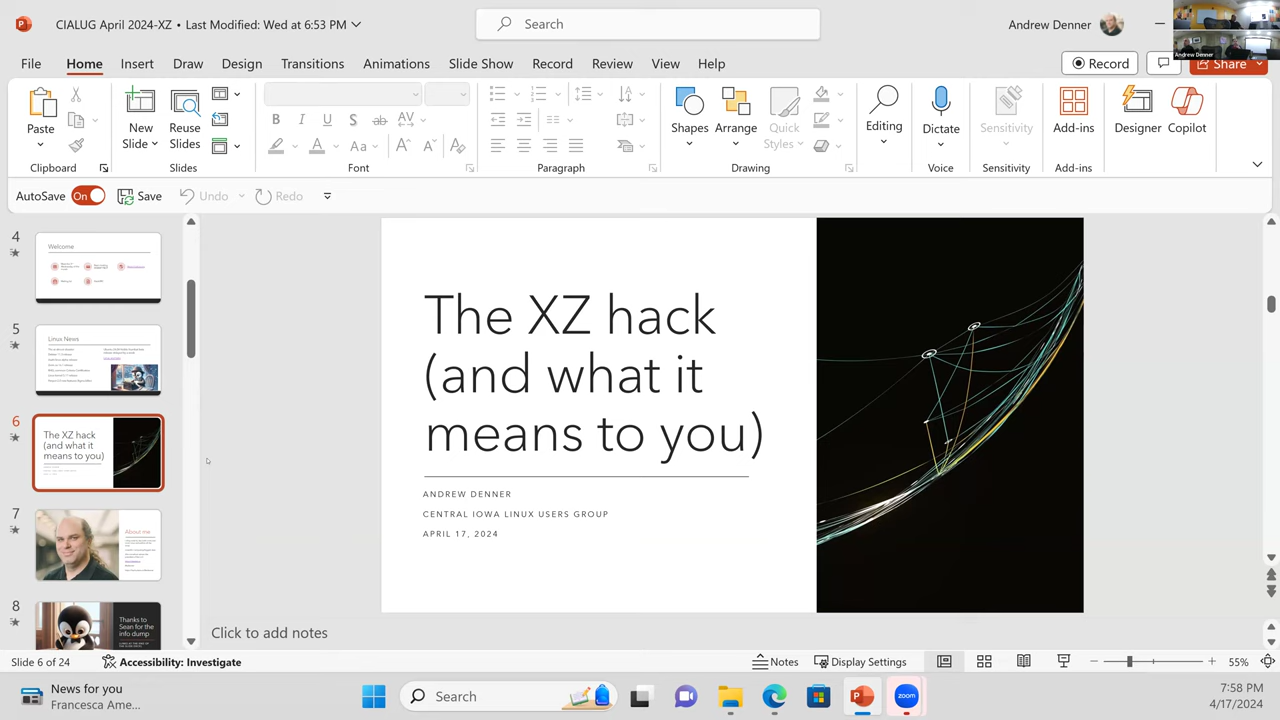 CIALUG April 2024-XZ • Last Modified: Wed at 6:53 PM
Search
Andrew Denner
Andrew Denner
File Home Insert Draw Design Transitions Animations Slide Record Review View Help
Record
Share
Paste
New Slide
Reuse Slides
B I U S ab AV
Aa A A
Shapes
Arrange
Quick Styles
Editing
Dictate
Sensitivity
Add-ins
Designer
Copilot
Clipboard Slides Font Paragraph Drawing Voice Sensitivity Add-ins
AutoSave On Save Undo Redo
4
Welcome
5
Linux News
6
The XZ hack
(and what it
means to you)
7
About me
8
Thanks to
Sean for the
info dump
The XZ hack
(and what it
means to you)
ANDREW DENNER
CENTRAL IOWA LINUX USERS GROUP
APRIL 17, 2024
Click to add notes
Slide 6 of 24 Accessibility: Investigate Notes Display Settings 55%
News for you
Francesca A
Search
zoom
7:58 PM
4/17/2024